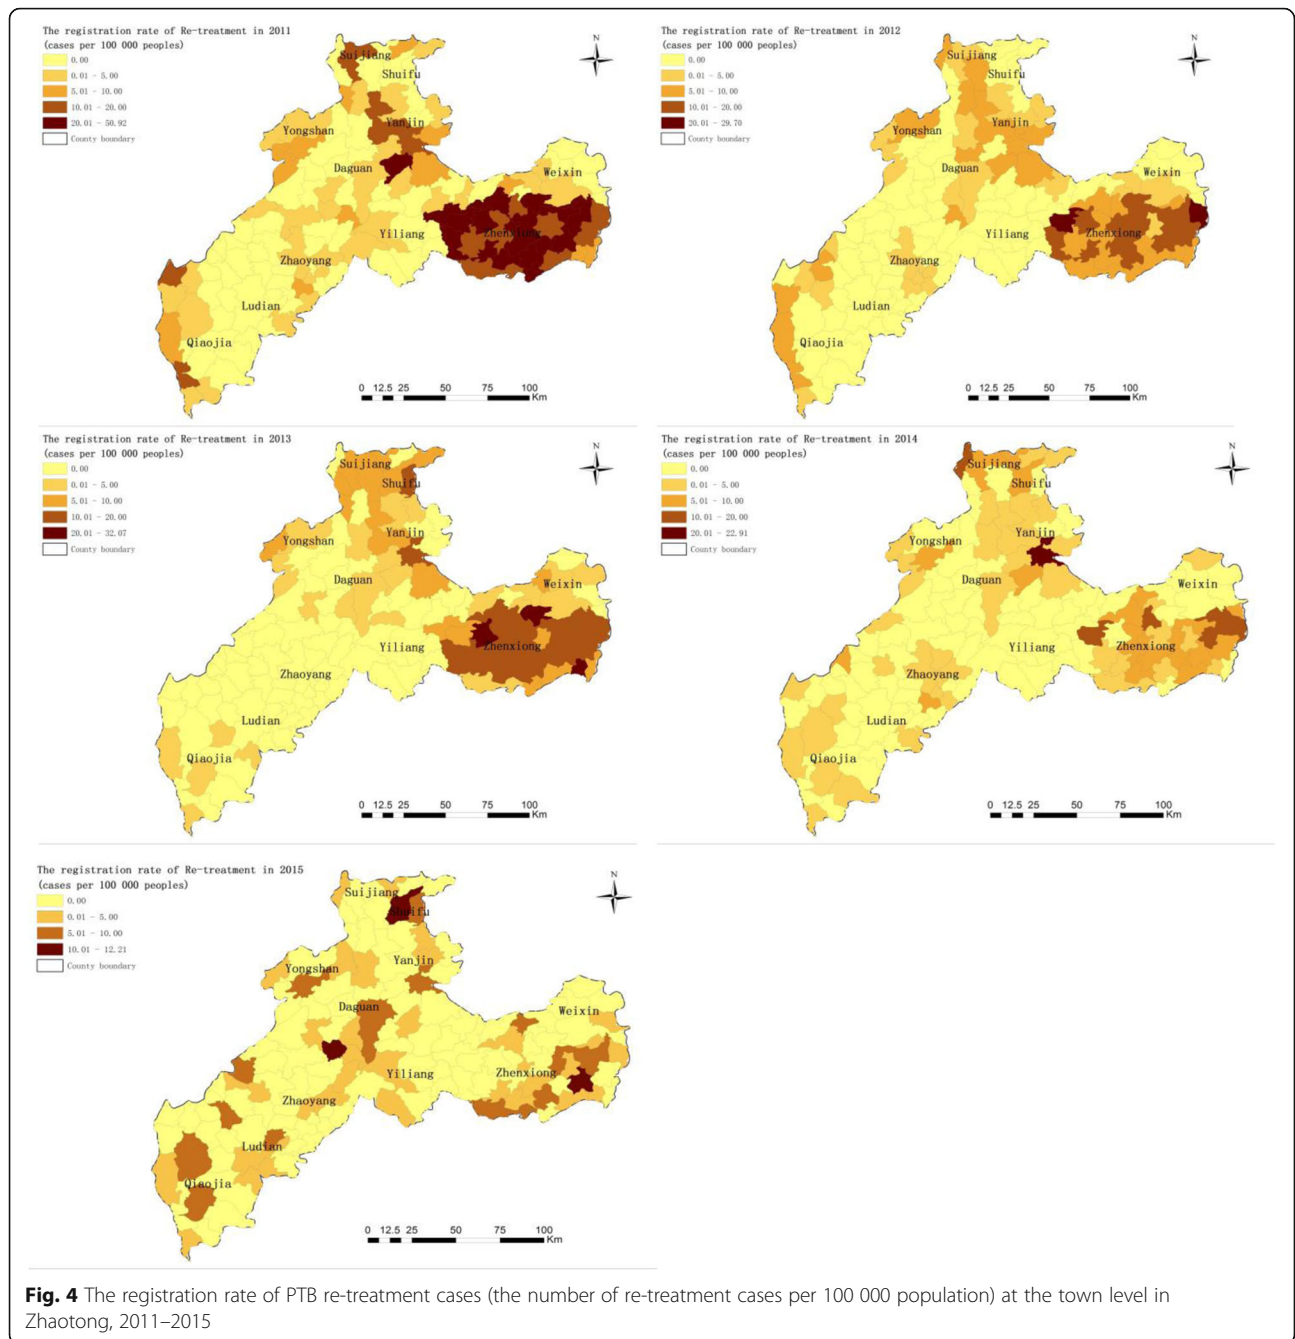 The registration rate of Re-treatment in 2011
(cases per 100 000 peoples)
0.00
0.01 - 5.00
5.01 - 10.00
10.01 - 20.00
20.01 - 50.92
County boundary
N
Suijiang
Shuifu
Yanjin
Yongshan
Daguan
Weixin
Yiliang
Zhenxiong
Zhaoyang
Ludian
Qiaojia
0 12.5 25 50 75 100
Km
The registration rate of Re-treatment in 2012
(cases per 100 000 peoples)
0.00
0.01 - 5.00
5.01 - 10.00
10.01 - 20.00
20.01 - 29.70
County boundary
N
Suijiang
Shuifu
Yanjin
Yongshan
Daguan
Weixin
Yiliang
Zhenxiong
Zhaoyang
Ludian
Qiaojia
0 12.5 25 50 75 100
Km
The registration rate of Re-treatment in 2013
(cases per 100 000 peoples)
0.00
0.01 - 5.00
5.01 - 10.00
10.01 - 20.00
20.01 - 32.07
County boundary
N
Suijiang
Shuifu
Yanjin
Yongshan
Daguan
Weixin
Yiliang
Zhenxiong
Zhaoyang
Ludian
Qiaojia
0 12.5 25 50 75 100
Km
The registration rate of Re-treatment in 2014
(cases per 100 000 peoples)
0.00
0.01 - 5.00
5.01 - 10.00
10.01 - 20.00
20.01 - 22.91
County boundary
N
Suijiang
Shuifu
Yanjin
Yongshan
Daguan
Weixin
Yiliang
Zhenxiong
Zhaoyang
Ludian
Qiaojia
0 12.5 25 50 75 100
Km
The registration rate of Re-treatment in 2015
(cases per 100 000 peoples)
0.00
0.01 - 5.00
5.01 - 10.00
10.01 - 12.21
County boundary
N
Suijiang
Shuifu
Yanjin
Yongshan
Daguan
Weixin
Yiliang
Zhenxiong
Zhaoyang
Ludian
Qiaojia
0 12.5 25 50 75 100
Km
Fig. 4 The registration rate of PTB re-treatment cases (the number of re-treatment cases per 100 000 population) at the town level in
Zhaotong, 2011–2015